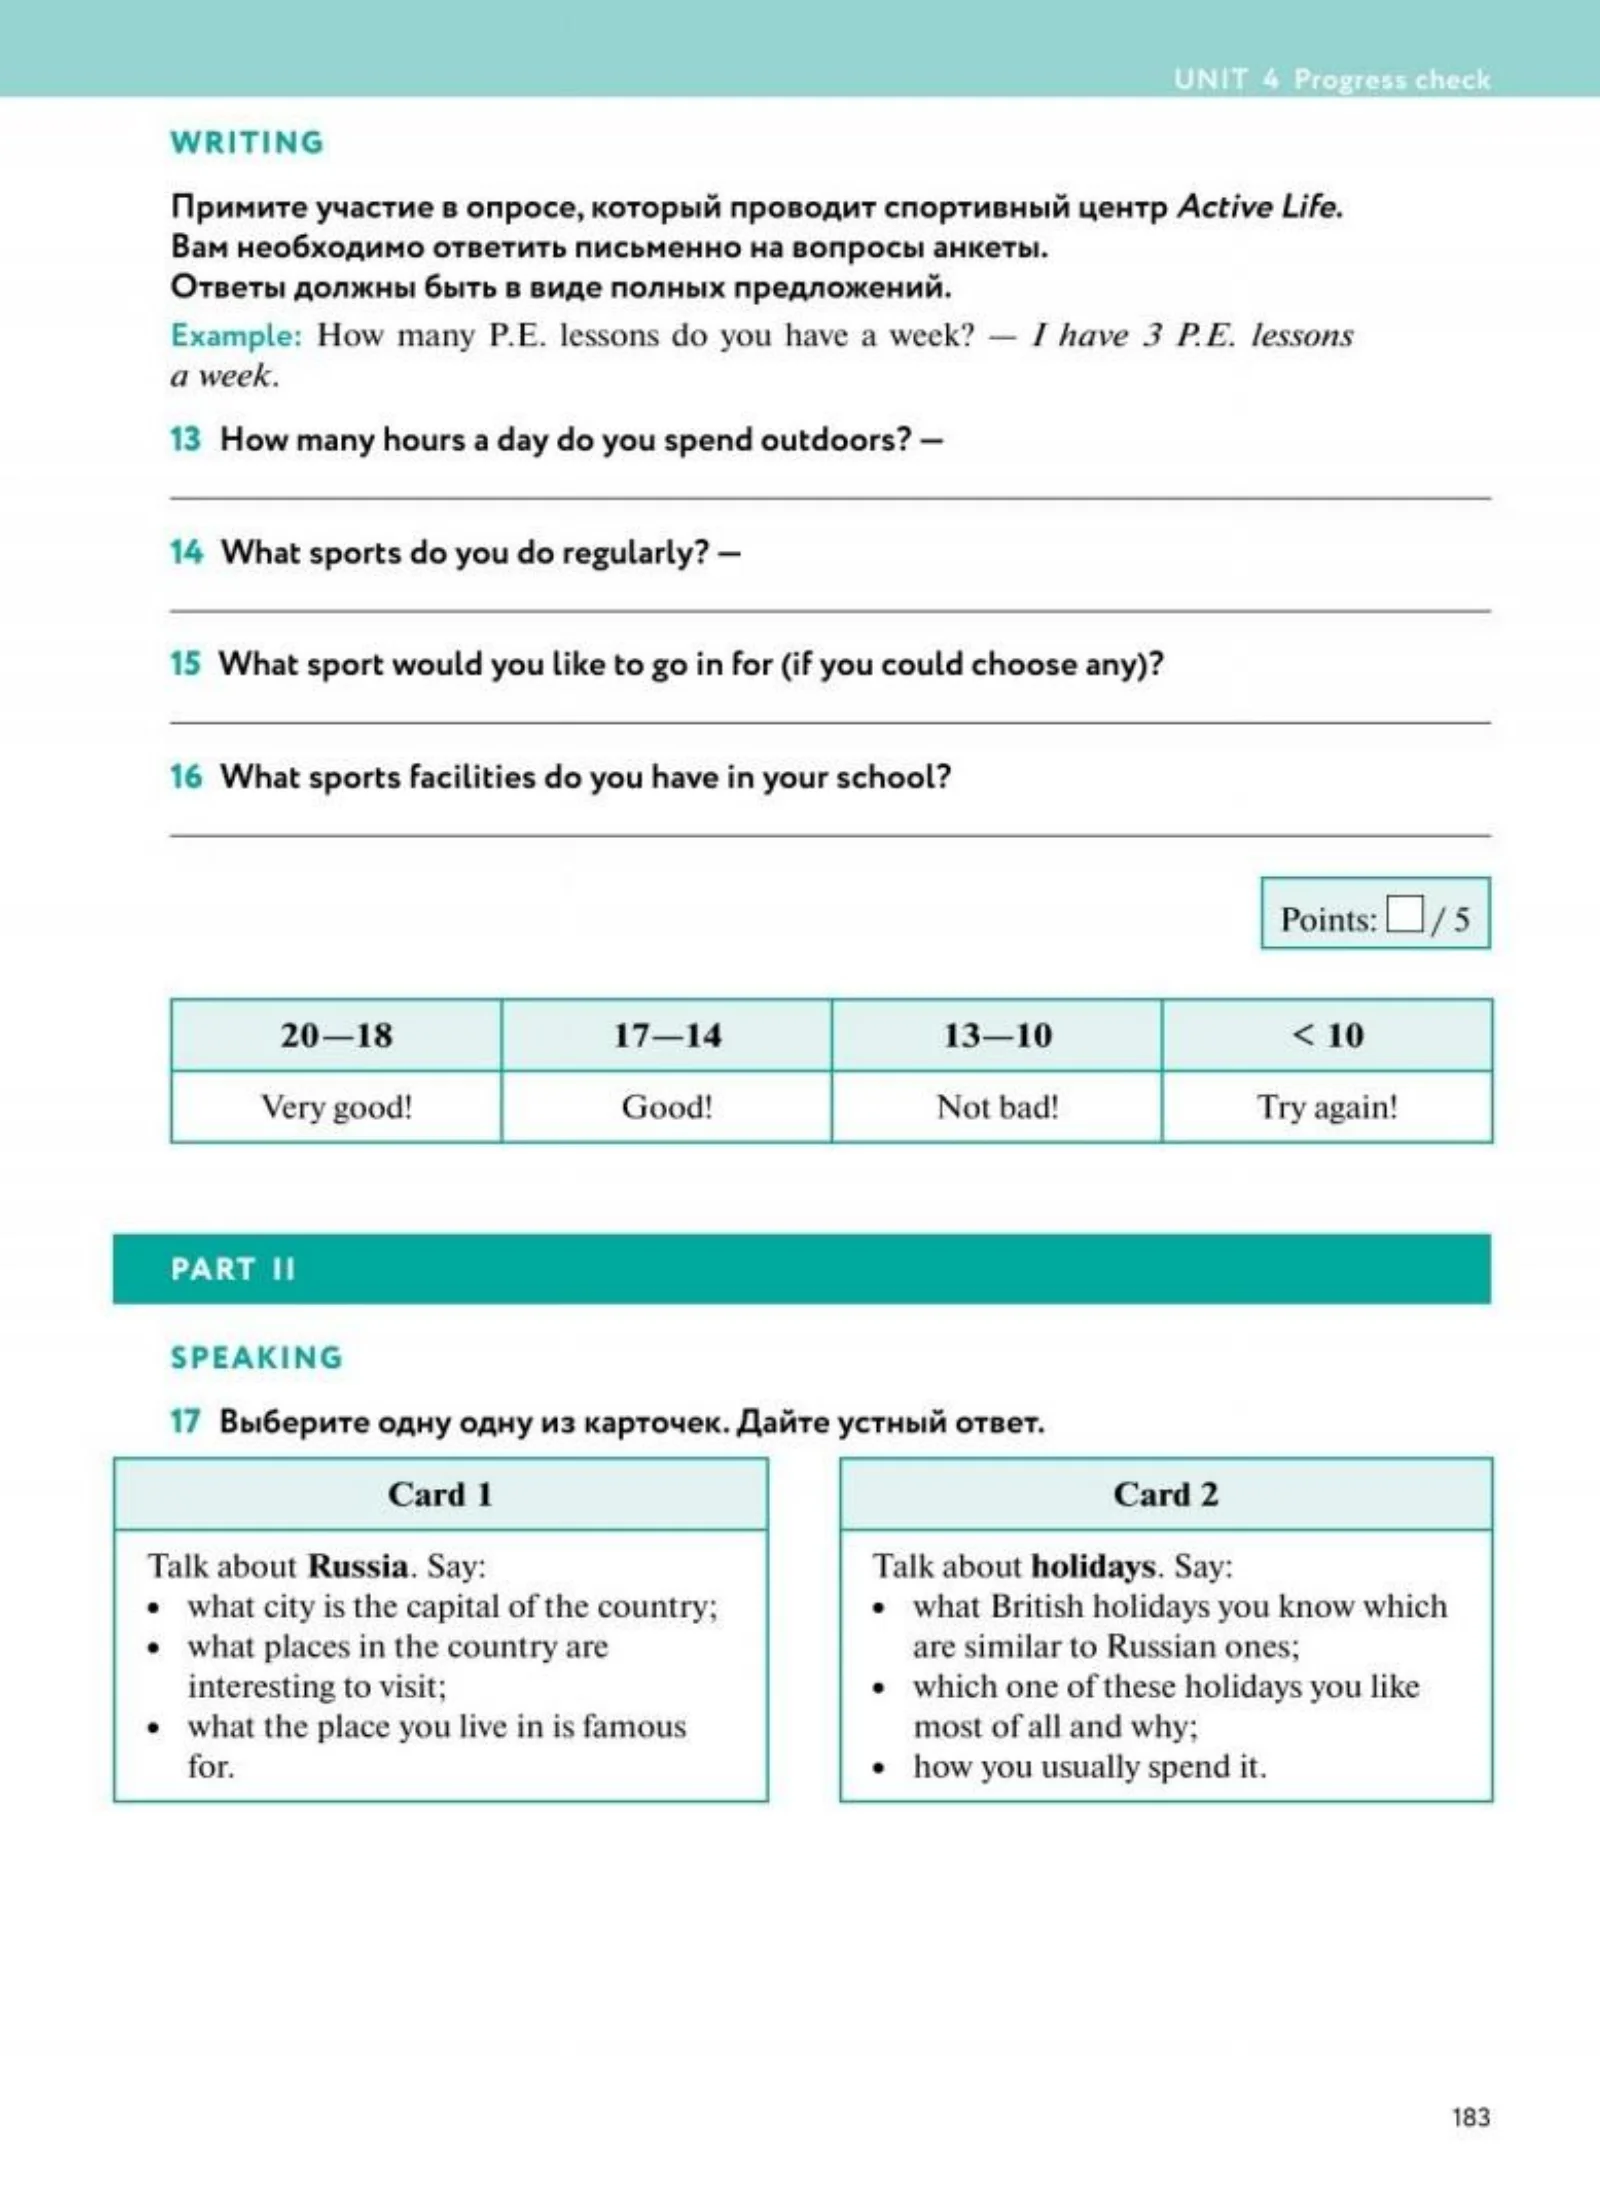 UNIT 4 Progress check
WRITING
Примите участие в опросе, который проводит спортивный центр Active Life.
Вам необходимо ответить письменно на вопросы анкеты.
Ответы должны быть в виде полных предложений.
Example: How many P.E. lessons do you have a week? — I have 3 P.E. lessons
a week.
13 How many hours a day do you spend outdoors? —
14 What sports do you do regularly? —
15 What sport would you like to go in for (if you could choose any)?
16 What sports facilities do you have in your school?
Points: / 5
20—18 17—14 13—10 < 10
Very good! Good! Not bad! Try again!
PART II
SPEAKING
17 Выберите одну одну из карточек. Дайте устный ответ.
Card 1
Talk about Russia. Say:
• what city is the capital of the country;
• what places in the country are
interesting to visit;
• what the place you live in is famous
for.
Card 2
Talk about holidays. Say:
• what British holidays you know which
are similar to Russian ones;
• which one of these holidays you like
most of all and why;
• how you usually spend it.
183